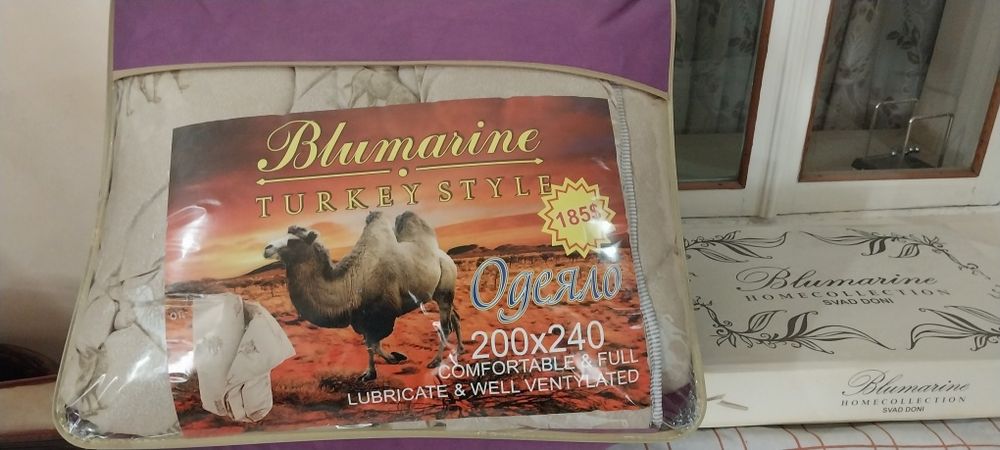 Blumarine
TURKEY STYLE
185$
Одеяло
200x240
COMFORTABLE & FULL
LUBRICATE & WELL VENTYLATED
Blumarine
HOMECOLLECTION
SVAD DONI
Blumarine
HOMECOLLECTION
SVAD DONI